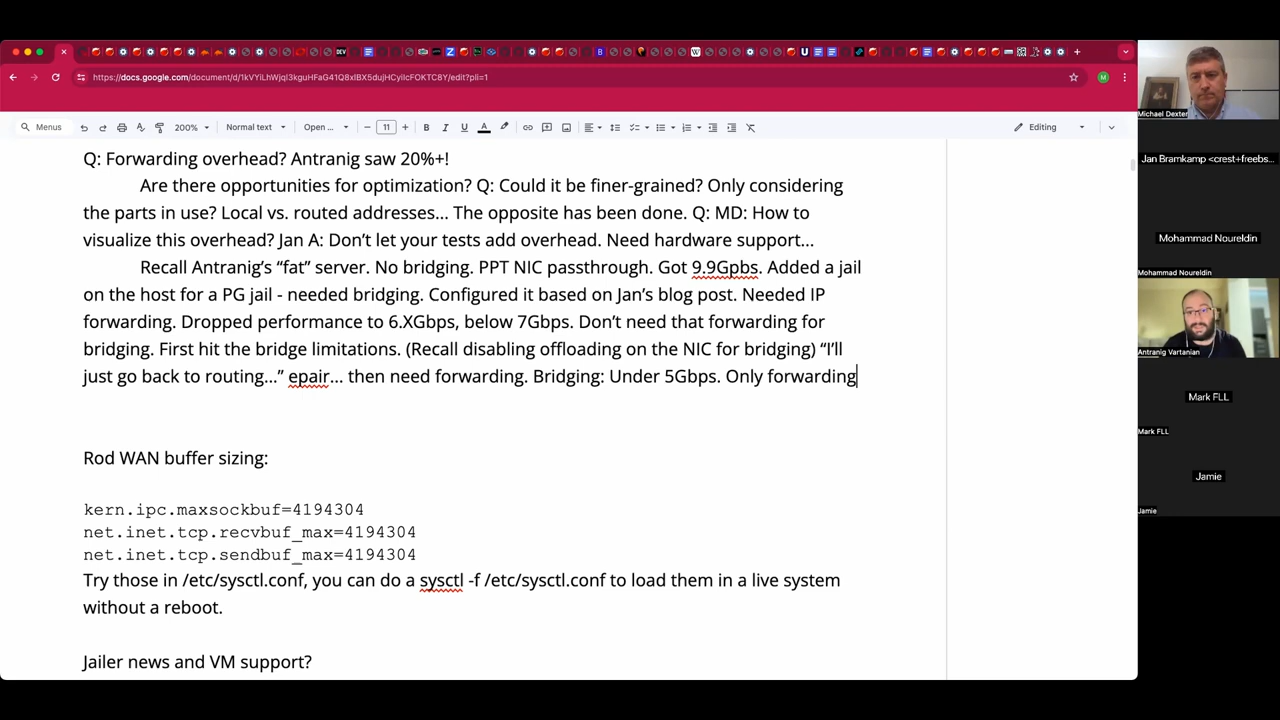 https://docs.google.com/document/d/1kVYiLhWjqI3kguHFaG41Q8xIBX5dujHCyiIcFOKTC8Y/edit?pli=1
M
Menus
200%
Normal text
Open ...
11
Editing
Q: Forwarding overhead? Antranig saw 20%+!
Are there opportunities for optimization? Q: Could it be finer-grained? Only considering
the parts in use? Local vs. routed addresses... The opposite has been done. Q: MD: How to
visualize this overhead? Jan A: Don’t let your tests add overhead. Need hardware support...
Recall Antranig’s “fat” server. No bridging. PPT NIC passthrough. Got 9.9Gpbs. Added a jail
on the host for a PG jail - needed bridging. Configured it based on Jan’s blog post. Needed IP
forwarding. Dropped performance to 6.XGbps, below 7Gbps. Don’t need that forwarding for
bridging. First hit the bridge limitations. (Recall disabling offloading on the NIC for bridging) “I’ll
just go back to routing...” epair... then need forwarding. Bridging: Under 5Gbps. Only forwarding
Rod WAN buffer sizing:
kern.ipc.maxsockbuf=4194304
net.inet.tcp.recvbuf_max=4194304
net.inet.tcp.sendbuf_max=4194304
Try those in /etc/sysctl.conf, you can do a sysctl -f /etc/sysctl.conf to load them in a live system
without a reboot.
Jailer news and VM support?
Michael Dexter
Jan Bramkamp <crest+freebs...
Mohammad Noureldin
Mohammad Noureldin
Antranig Vartanian
Mark FLL
Mark FLL
Jamie
Jamie